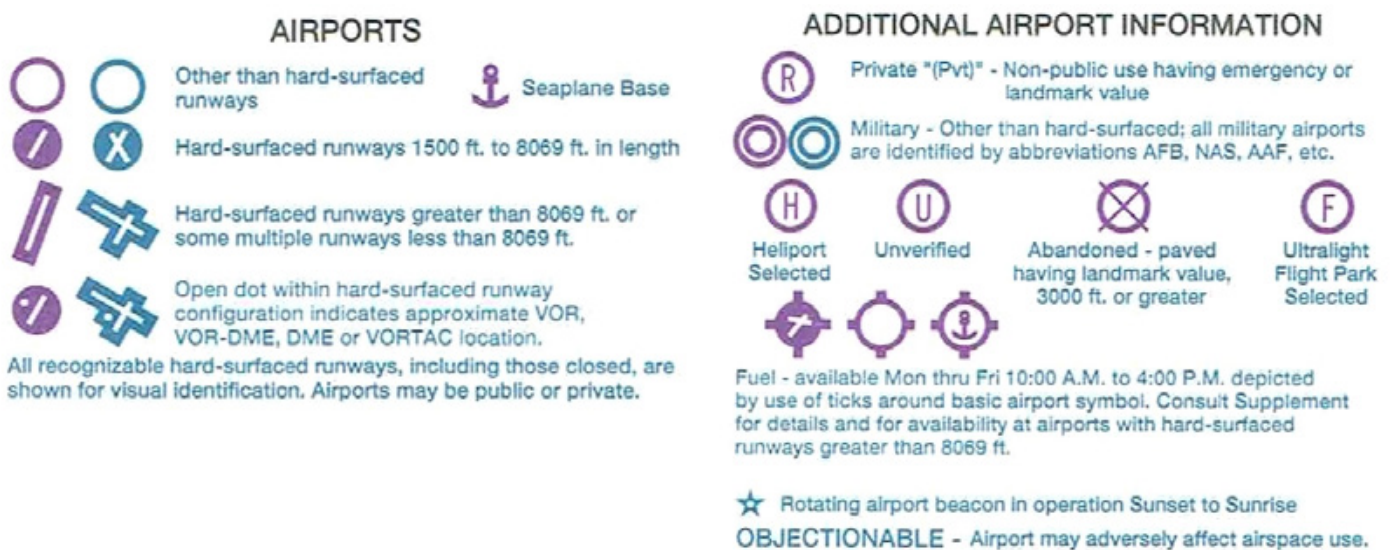 AIRPORTS
Other than hard-surfaced
runways
Seaplane Base
Hard-surfaced runways 1500 ft. to 8069 ft. in length
Hard-surfaced runways greater than 8069 ft. or
some multiple runways less than 8069 ft.
Open dot within hard-surfaced runway
configuration indicates approximate VOR,
VOR-DME, DME or VORTAC location.
All recognizable hard-surfaced runways, including those closed, are
shown for visual identification. Airports may be public or private.
ADDITIONAL AIRPORT INFORMATION
R
Private "(Pvt)" - Non-public use having emergency or
landmark value
Military - Other than hard-surfaced; all military airports
are identified by abbreviations AFB, NAS, AAF, etc.
H
Heliport
Selected
U
Unverified
Abandoned - paved
having landmark value,
3000 ft. or greater
F
Ultralight
Flight Park
Selected
Fuel - available Mon thru Fri 10:00 A.M. to 4:00 P.M. depicted
by use of ticks around basic airport symbol. Consult Supplement
for details and for availability at airports with hard-surfaced
runways greater than 8069 ft.
Rotating airport beacon in operation Sunset to Sunrise
OBJECTIONABLE - Airport may adversely affect airspace use.